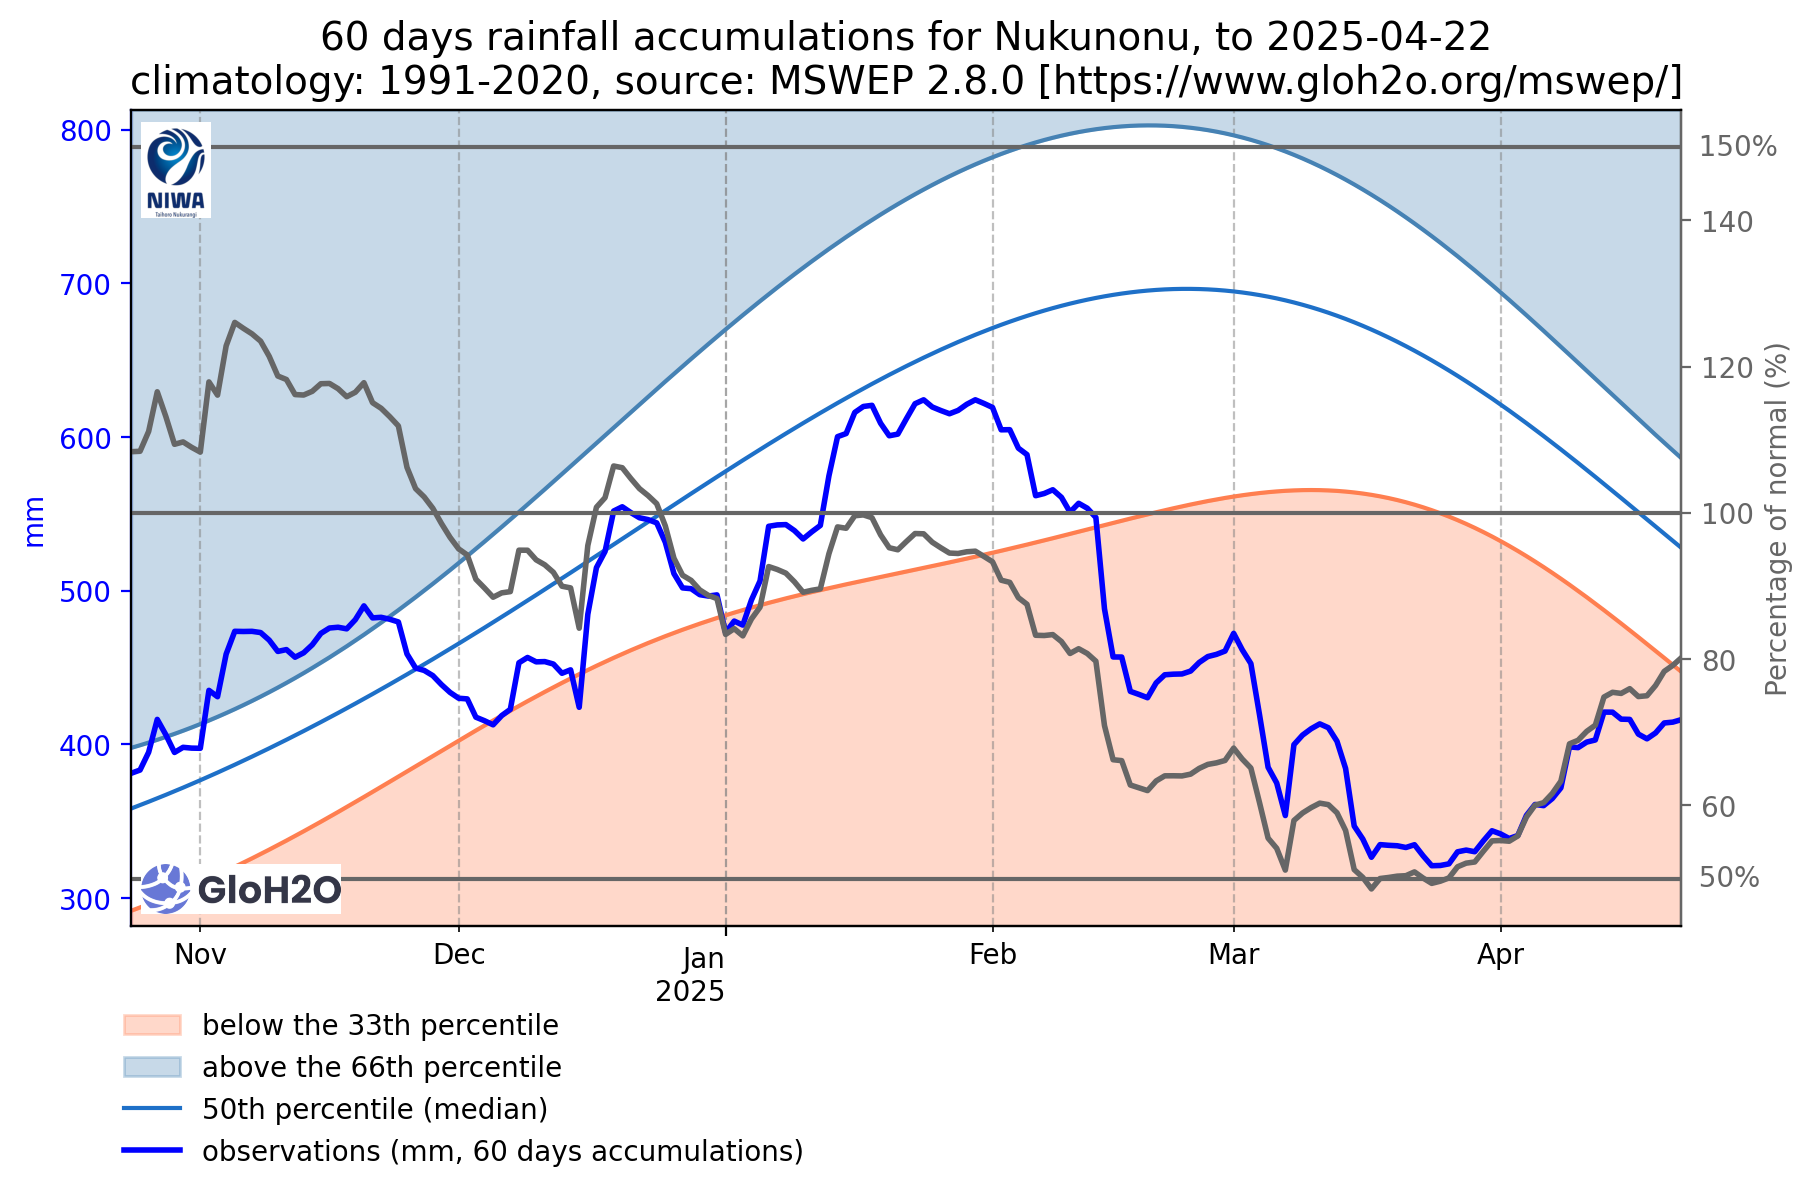 60 days rainfall accumulations for Nukunonu, to 2025-04-22
climatology: 1991-2020, source: MSWEP 2.8.0 [https://www.gloh2o.org/mswep/]
800
700
600
500
400
300
mm
NIWA
Taihoro Nukurangi
GloH2O
150%
140
120
100
80
60
50%
Percentage of normal (%)
Nov
Dec
Jan
2025
Feb
Mar
Apr
below the 33th percentile
above the 66th percentile
50th percentile (median)
observations (mm, 60 days accumulations)